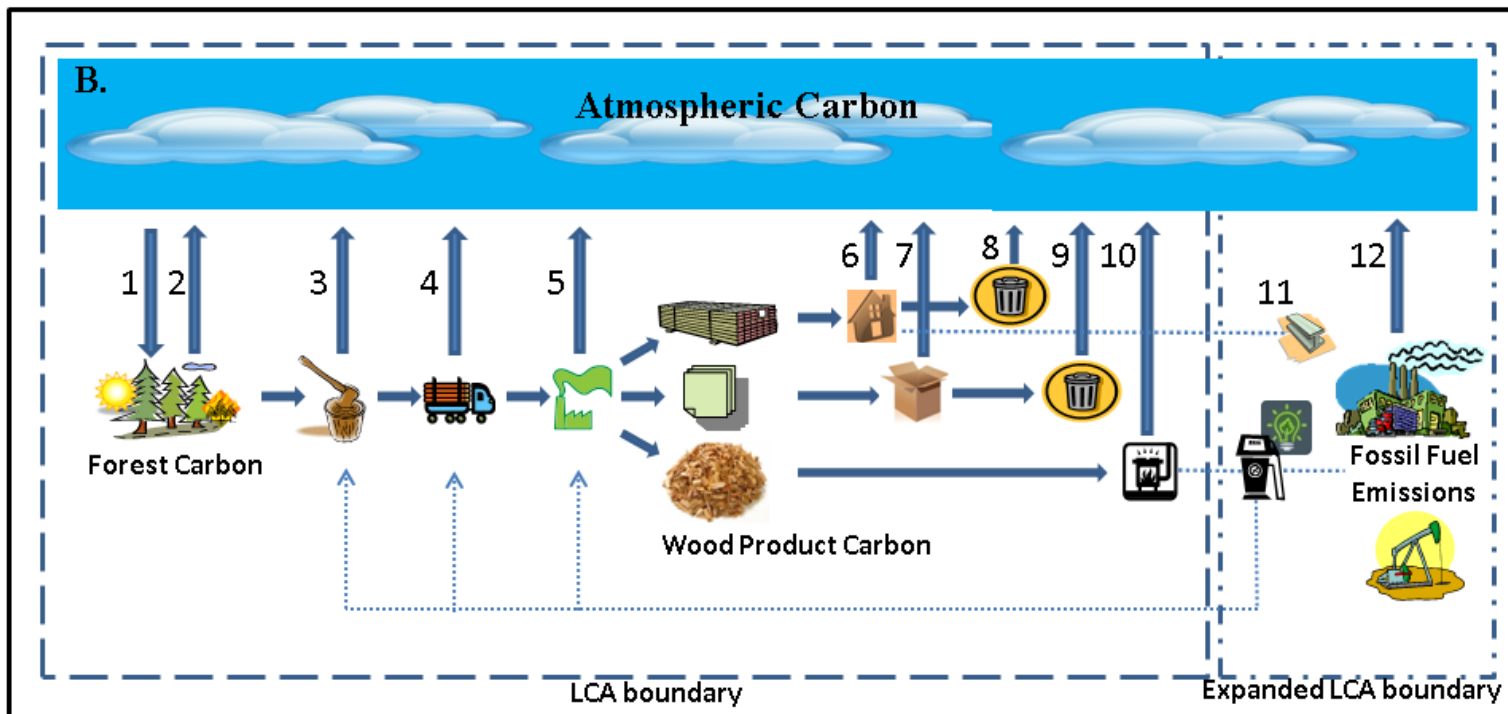 B.
Atmospheric Carbon
1
2
3
4
5
6
7
8
9
10
11
12
Forest Carbon
Wood Product Carbon
Fossil Fuel
Emissions
LCA boundary
Expanded LCA boundary